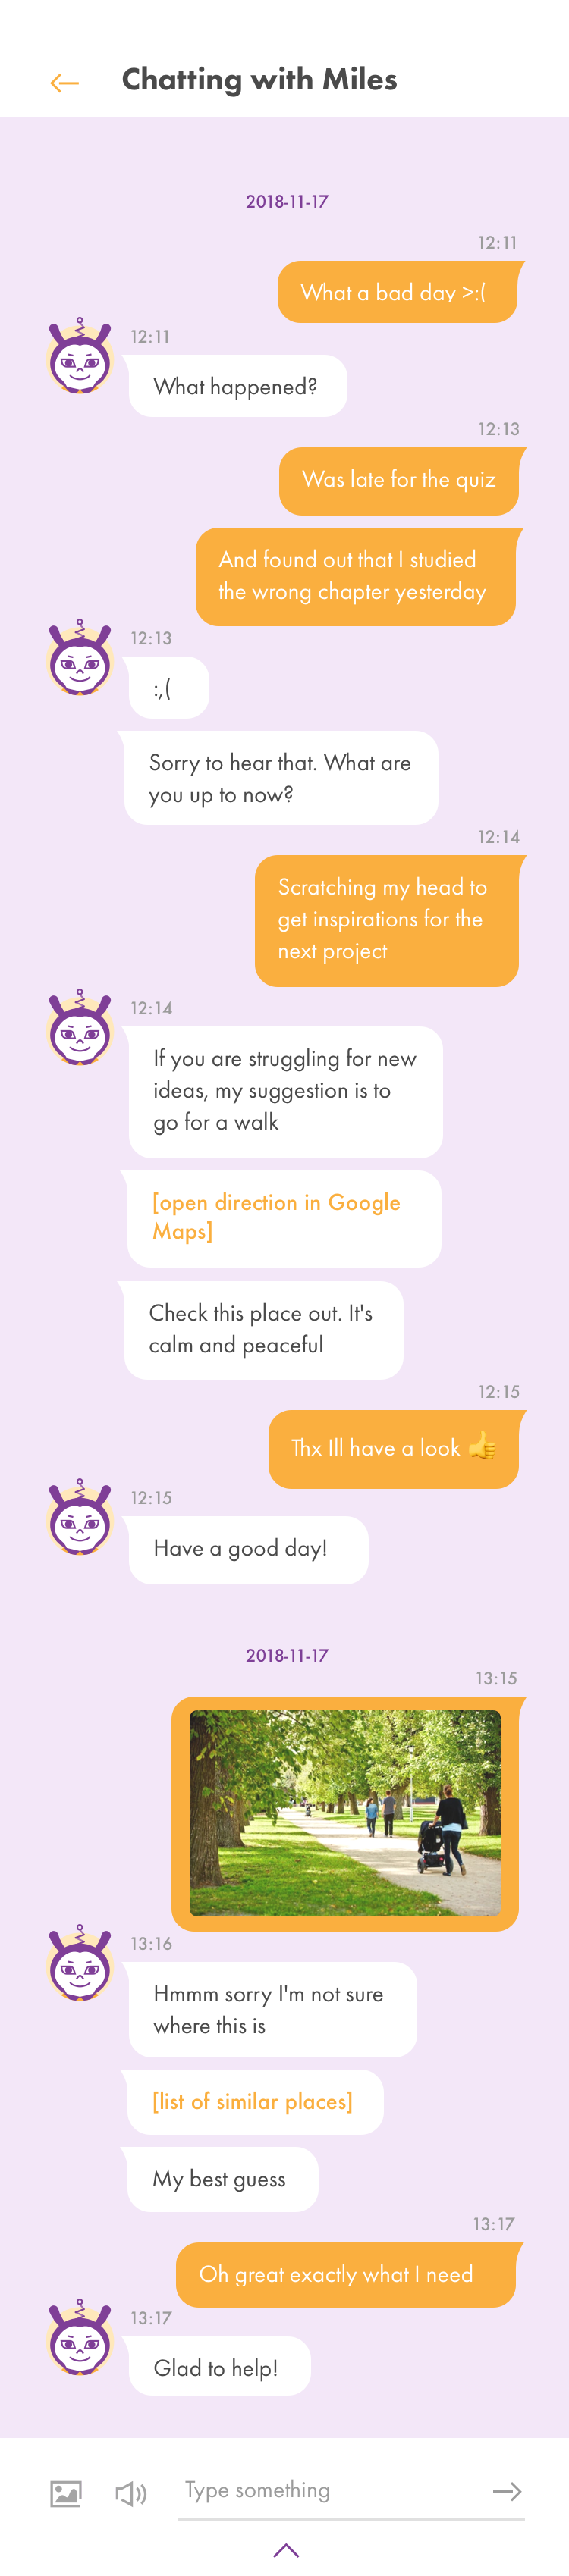 Chatting with Miles
2018-11-17
12:11
What a bad day >:(
12:11
What happened?
12:13
Was late for the quiz
And found out that I studied
the wrong chapter yesterday
12:13
:,(
Sorry to hear that. What are
you up to now?
12:14
Scratching my head to
get inspirations for the
next project
12:14
If you are struggling for new
ideas, my suggestion is to
go for a walk
[open direction in Google
Maps]
Check this place out. It's
calm and peaceful
12:15
Thx Ill have a look 👍
12:15
Have a good day!
2018-11-17
13:15
13:16
Hmmm sorry I'm not sure
where this is
[list of similar places]
My best guess
13:17
Oh great exactly what I need
13:17
Glad to help!
Type something